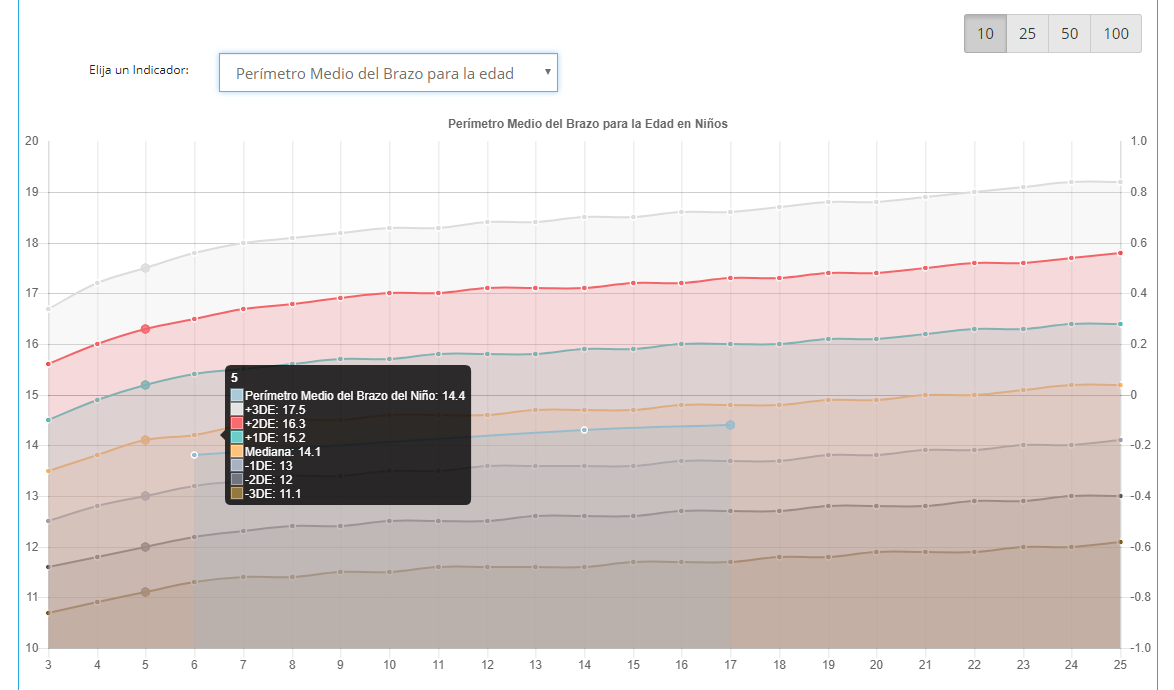 10 25 50 100
Elija un Indicador: Perímetro Medio del Brazo para la edad
Perímetro Medio del Brazo para la Edad en Niños
20 1.0
19 0.8
18 0.6
17 0.4
16 0.2
5
Perímetro Medio del Brazo del Niño: 14.4
+3DE: 17.5
+2DE: 16.3
+1DE: 15.2
Mediana: 14.1
-1DE: 13
-2DE: 12
-3DE: 11.1
15 0
14 -0.2
13 -0.4
12 -0.6
11 -0.8
10 -1.0
3 4 5 6 7 8 9 10 11 12 13 14 15 16 17 18 19 20 21 22 23 24 25